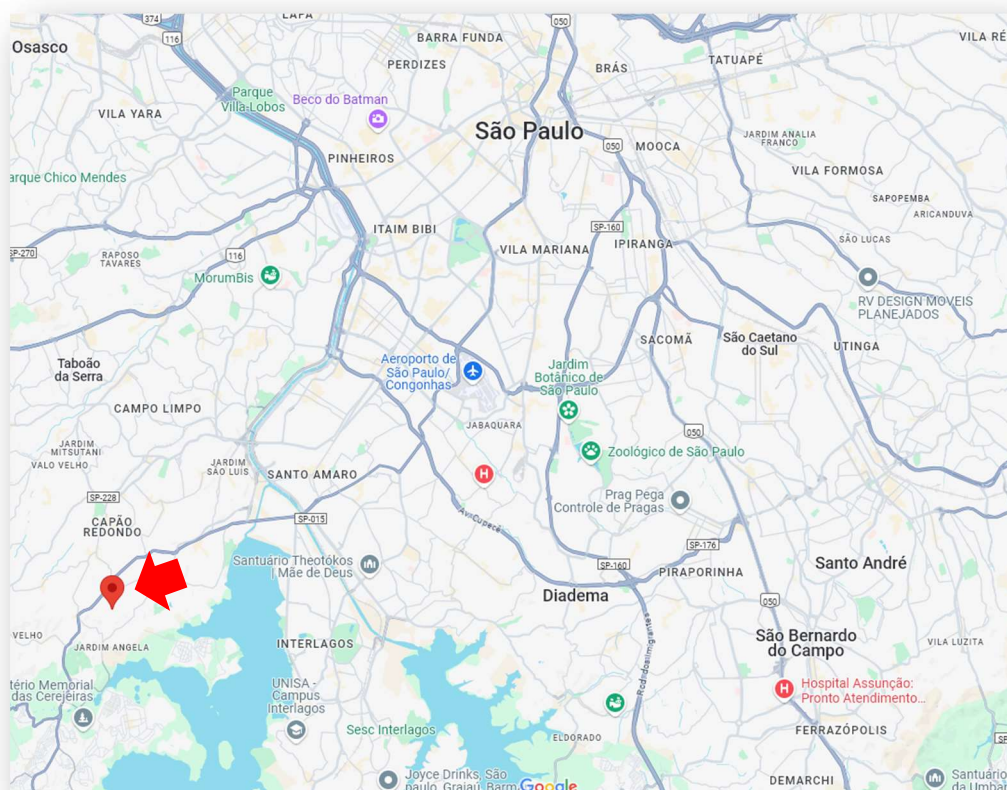 LAPA
050
374
116
Osasco
BARRA FUNDA
VILA RÉ
PERDIZES
BRÁS
TATUAPÉ
Parque
Villa-Lobos
Beco do Batman
VILA YARA
São Paulo
JARDIM ANALIA
FRANCO
050
MOOCA
PINHEIROS
VILA FORMOSA
arque Chico Mendes
SAPOPEMBA
ARICANDUVA
ITAIM BIBI
SP-160
VILA MARIANA
IPIRANGA
SÃO LUCAS
SP-270
RAPOSO
TAVARES
116
MorumBis
RV DESIGN MOVEIS
PLANEJADOS
SACOMÃ
São Caetano
do Sul
UTINGA
Taboão
da Serra
Aeroporto de
São Paulo/
Congonhas
Jardim
Botânico de
São Paulo
CAMPO LIMPO
JABAQUARA
050
JARDIM
MITSUTANI
VALO VELHO
JARDIM
SÃO LUIS
SANTO AMARO
H
Zoológico de São Paulo
SP-228
Prag Pega
Controle de Pragas
CAPÃO
REDONDO
SP-015
Av. Cupecê
SP-176
Santuário Theotókos
| Mãe de Deus
SP-160
PIRAPORINHA
Santo André
Diadema
050
VELHO
JARDIM ANGELA
INTERLAGOS
São Bernardo
do Campo
VILA LUZITA
Rod. dos Imigrantes
tério Memorial
das Cerejeiras
UNISA -
Campus
Interlagos
H
Hospital Assunção:
Pronto Atendimento...
Sesc Interlagos
ELDORADO
FERRAZÓPOLIS
SP
Joyce Drinks, São
paulo, Grajaú, Barm
Google
DEMARCHI
Santuário
da Umb